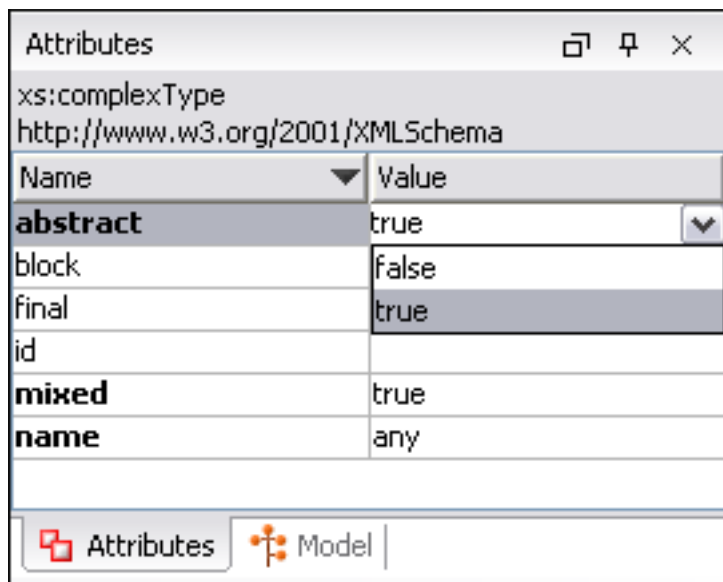 Attributes
xs:complexType
http://www.w3.org/2001/XMLSchema
Name Value
abstract true
block false
final true
id
mixed true
name any
Attributes Model